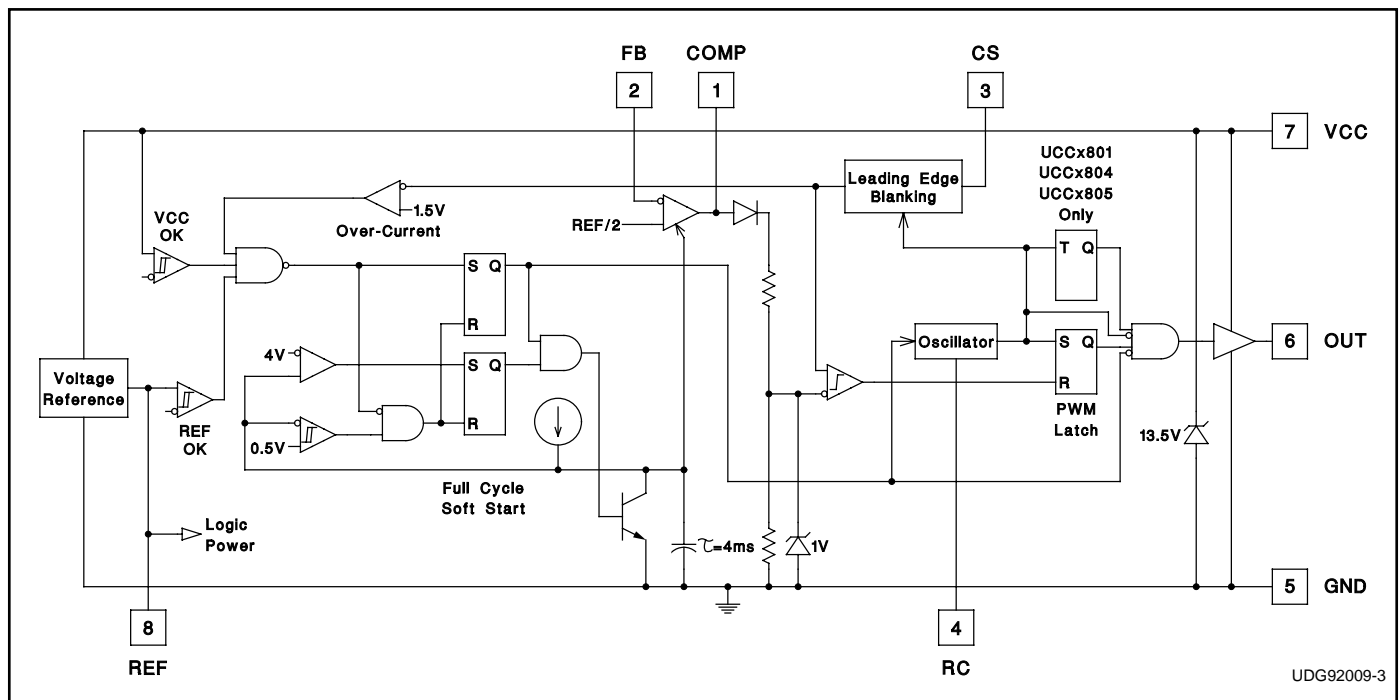 FB
COMP
CS
2
1
3
7
VCC
UCCx801
UCCx804
UCCx805
Only
Leading Edge
Blanking
1.5V
Over-Current
VCC
OK
REF/2
T Q
S Q
R
4V
S Q
R
Oscillator
S Q
R
6
OUT
Voltage
Reference
REF
OK
0.5V
PWM
Latch
13.5V
Full Cycle
Soft Start
Logic
Power
τ=4ms
1V
5
GND
8
REF
4
RC
UDG92009-3